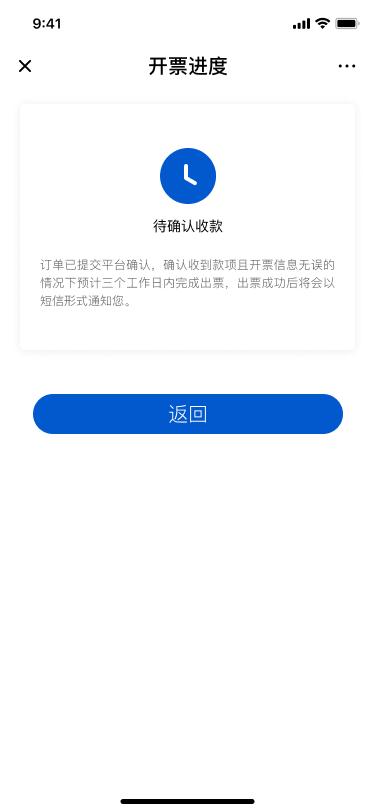 9:41
开票进度
待确认收款
订单已提交平台确认，确认收到款项且开票信息无误的
情况下预计三个工作日内完成出票，出票成功后将会以
短信形式通知您。
返回